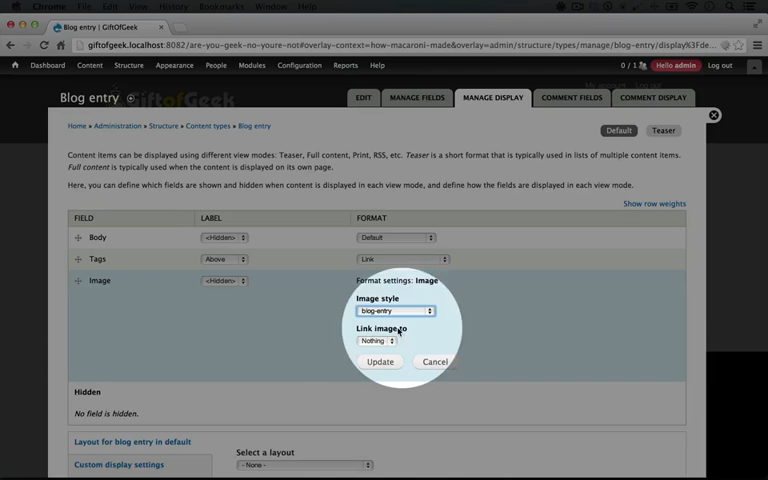 Chrome File Edit View History Bookmarks Window Help
Blog entry | GiftOfGeek
giftofgeek.localhost:8082/are-you-geek-no-youre-not#overlay-context=how-macaroni-made&overlay=admin/structure/types/manage/blog-entry/display%3Fde...
Dashboard Content Structure Appearance People Modules Configuration Reports Help 0 / 1 Hello admin Log out
My account Log out
GiftofGeek
Blog entry EDIT MANAGE FIELDS MANAGE DISPLAY COMMENT FIELDS COMMENT DISPLAY
Home » Administration » Structure » Content types » Blog entry
Default Teaser
Content items can be displayed using different view modes: Teaser, Full content, Print, RSS, etc. Teaser is a short format that is typically used in lists of multiple content items.
Full content is typically used when the content is displayed on its own page.
Here, you can define which fields are shown and hidden when content is displayed in each view mode, and define how the fields are displayed in each view mode.
Show row weights
FIELD LABEL FORMAT
Body <Hidden> Default
Tags Above Link
Image <Hidden> Format settings: Image
Image style
blog-entry
Link image to
Nothing
Update Cancel
Hidden
No field is hidden.
Layout for blog entry in default
Select a layout
Custom display settings
- None -